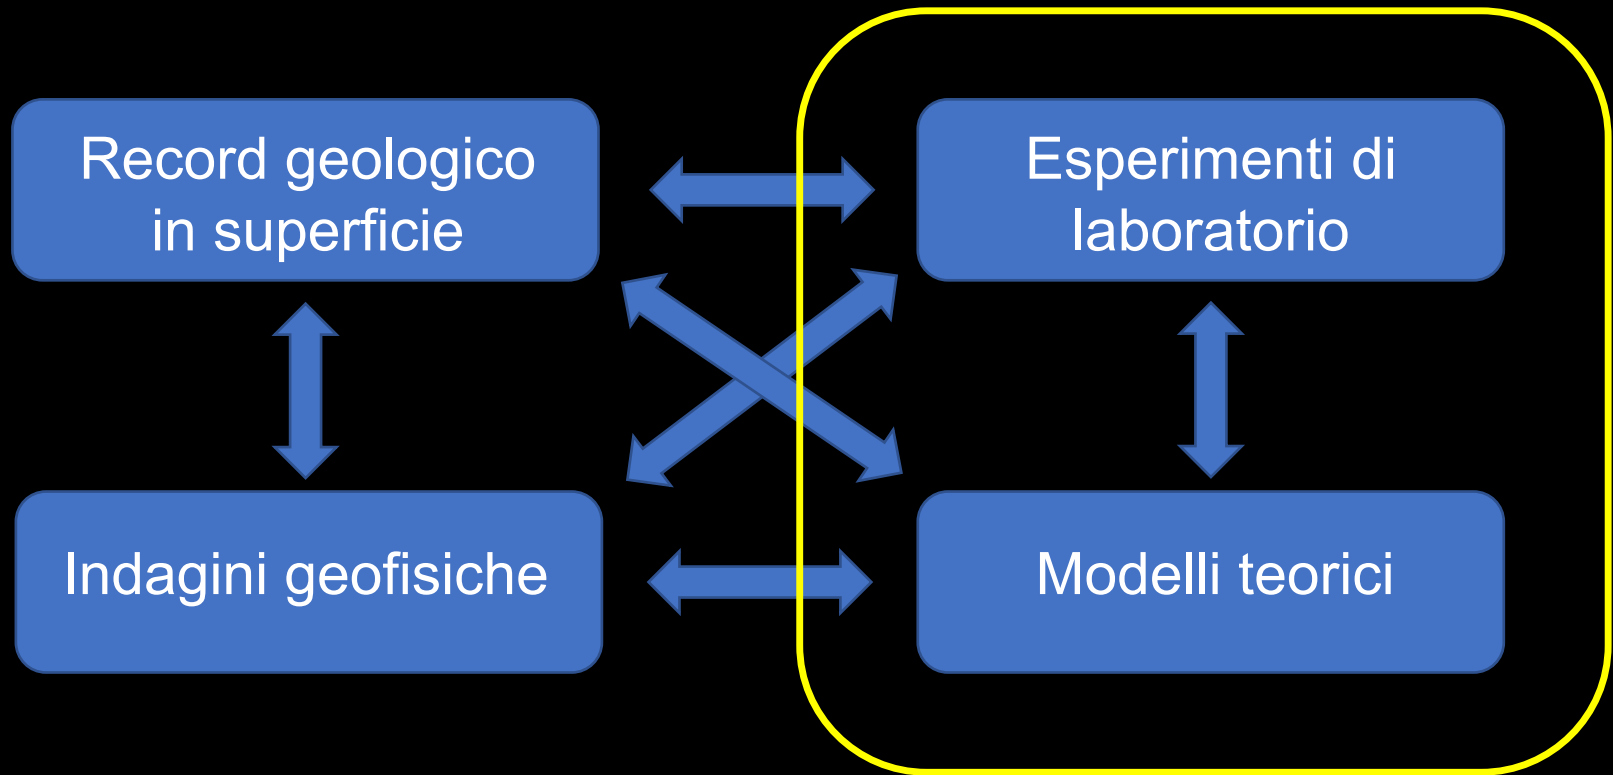 Record geologico
in superficie
Esperimenti di
laboratorio
Indagini geofisiche
Modelli teorici